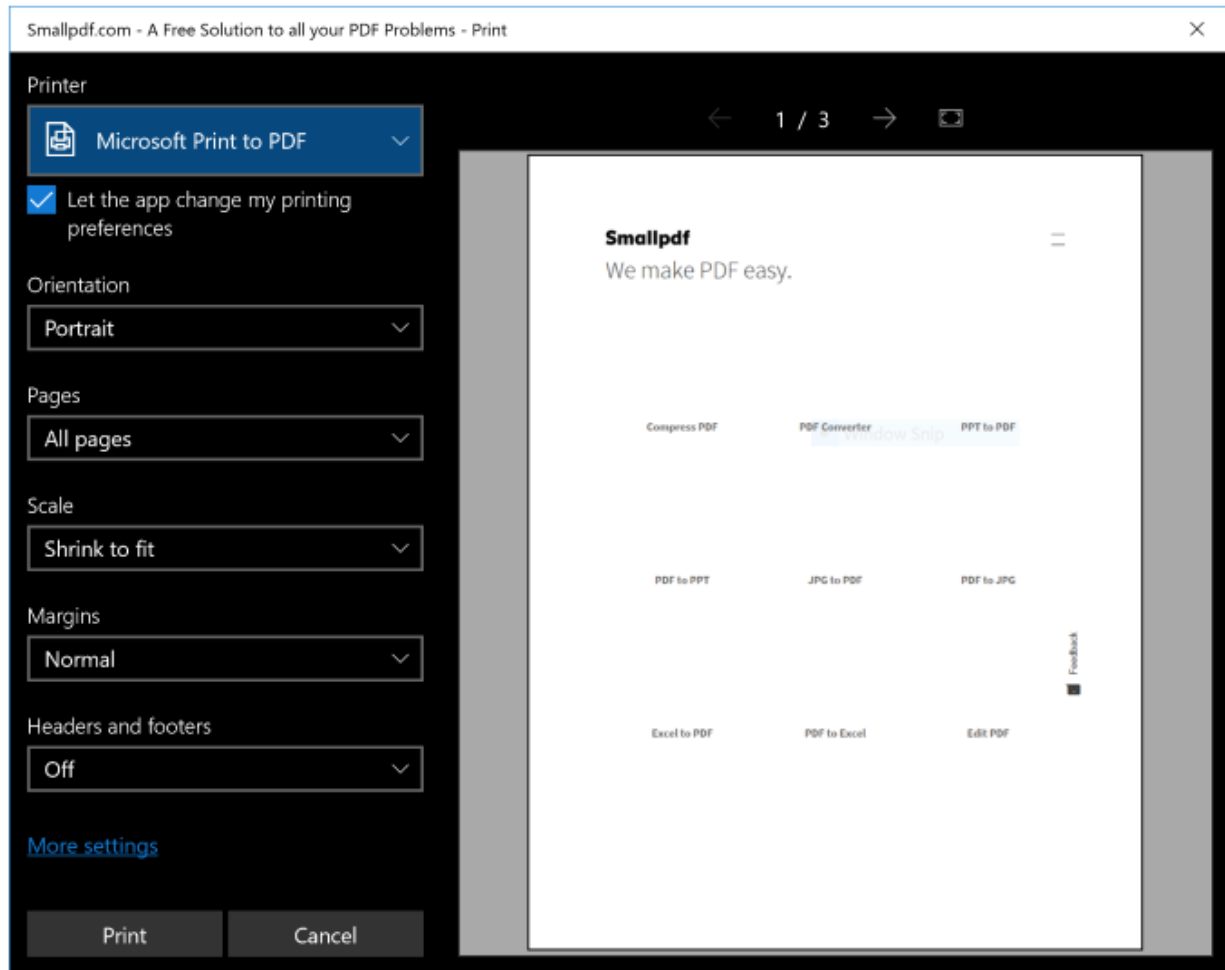 Smallpdf.com - A Free Solution to all your PDF Problems - Print
Printer
Microsoft Print to PDF
Let the app change my printing
preferences
Orientation
Portrait
Pages
All pages
Scale
Shrink to fit
Margins
Normal
Headers and footers
Off
More settings
Print Cancel
1 / 3
Smallpdf
We make PDF easy.
Compress PDF PDF Converter PPT to PDF
Window Snip
PDF to PPT JPG to PDF PDF to JPG
Feedback
Excel to PDF PDF to Excel Edit PDF